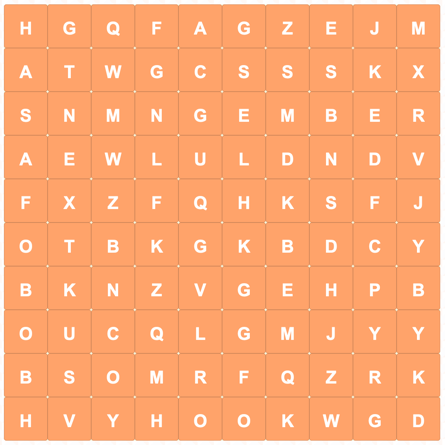 H G Q F A G Z E J M
A T W G C S S S K X
S N M N G E M B E R
A E W L U L D N D V
F X Z F Q H K S F J
O T B K G K B D C Y
B K N Z V G E H P B
O U C Q L G M J Y Y
B S O M R F Q Z R K
H V Y H O O K W G D